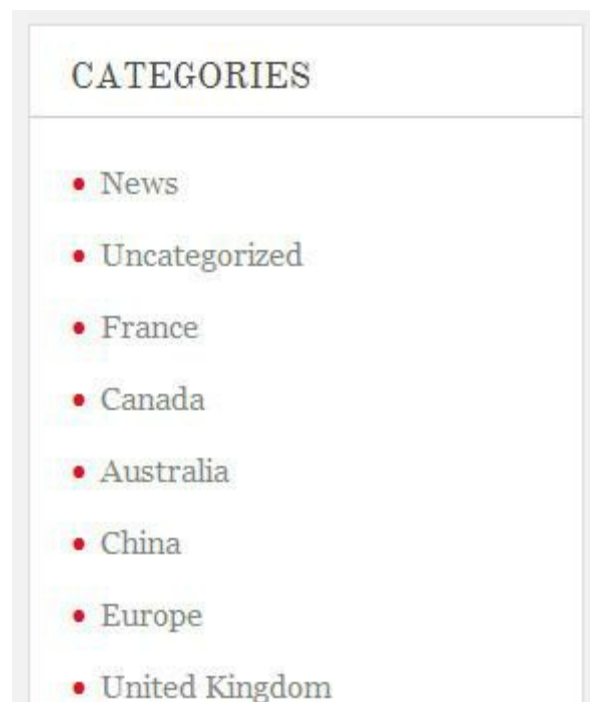 CATEGORIES
News
Uncategorized
France
Canada
Australia
China
Europe
United Kingdom